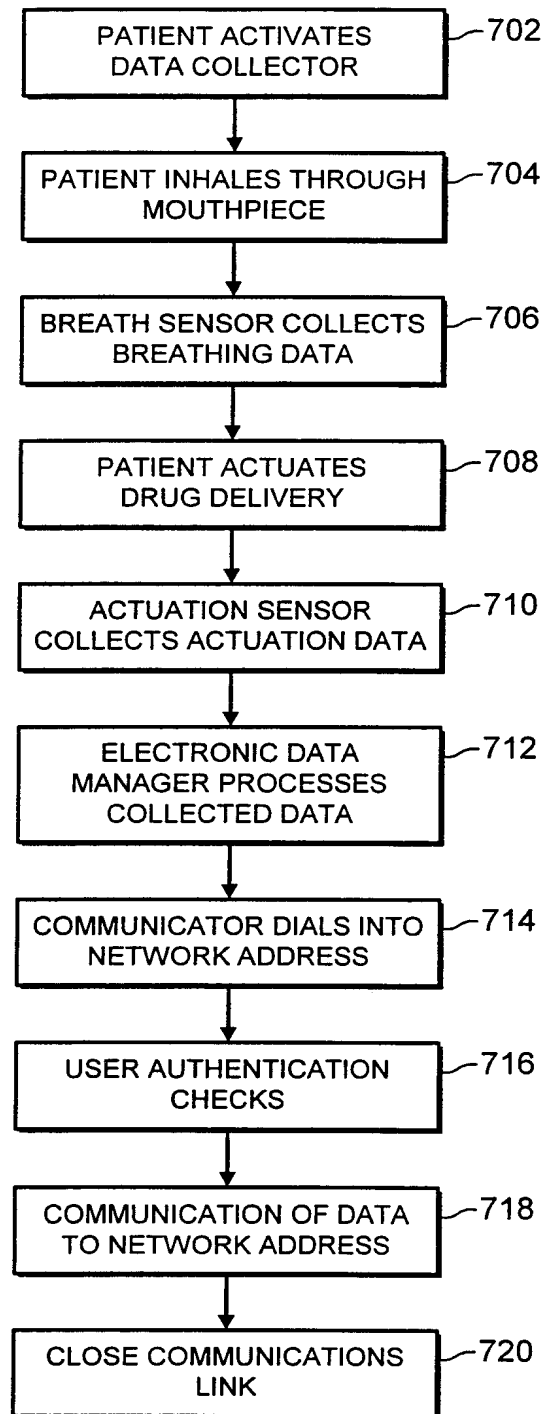 PATIENT ACTIVATES
DATA COLLECTOR
702
PATIENT INHALES THROUGH
MOUTHPIECE
704
BREATH SENSOR COLLECTS
BREATHING DATA
706
PATIENT ACTUATES
DRUG DELIVERY
708
ACTUATION SENSOR
COLLECTS ACTUATION DATA
710
ELECTRONIC DATA
MANAGER PROCESSES
COLLECTED DATA
712
COMMUNICATOR DIALS INTO
NETWORK ADDRESS
714
USER AUTHENTICATION
CHECKS
716
COMMUNICATION OF DATA
TO NETWORK ADDRESS
718
CLOSE COMMUNICATIONS
LINK
720